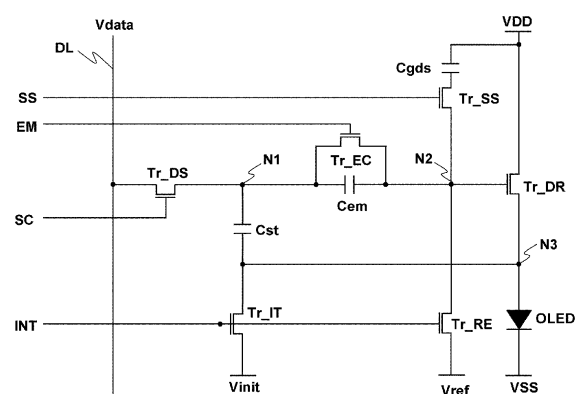 Vdata
VDD
DL
Cgds
SS
Tr_SS
EM
Tr_EC
N1
N2
Tr_DS
Tr_DR
Cem
SC
Cst
N3
Tr_IT
OLED
INT
Tr_RE
Vinit
Vref
VSS